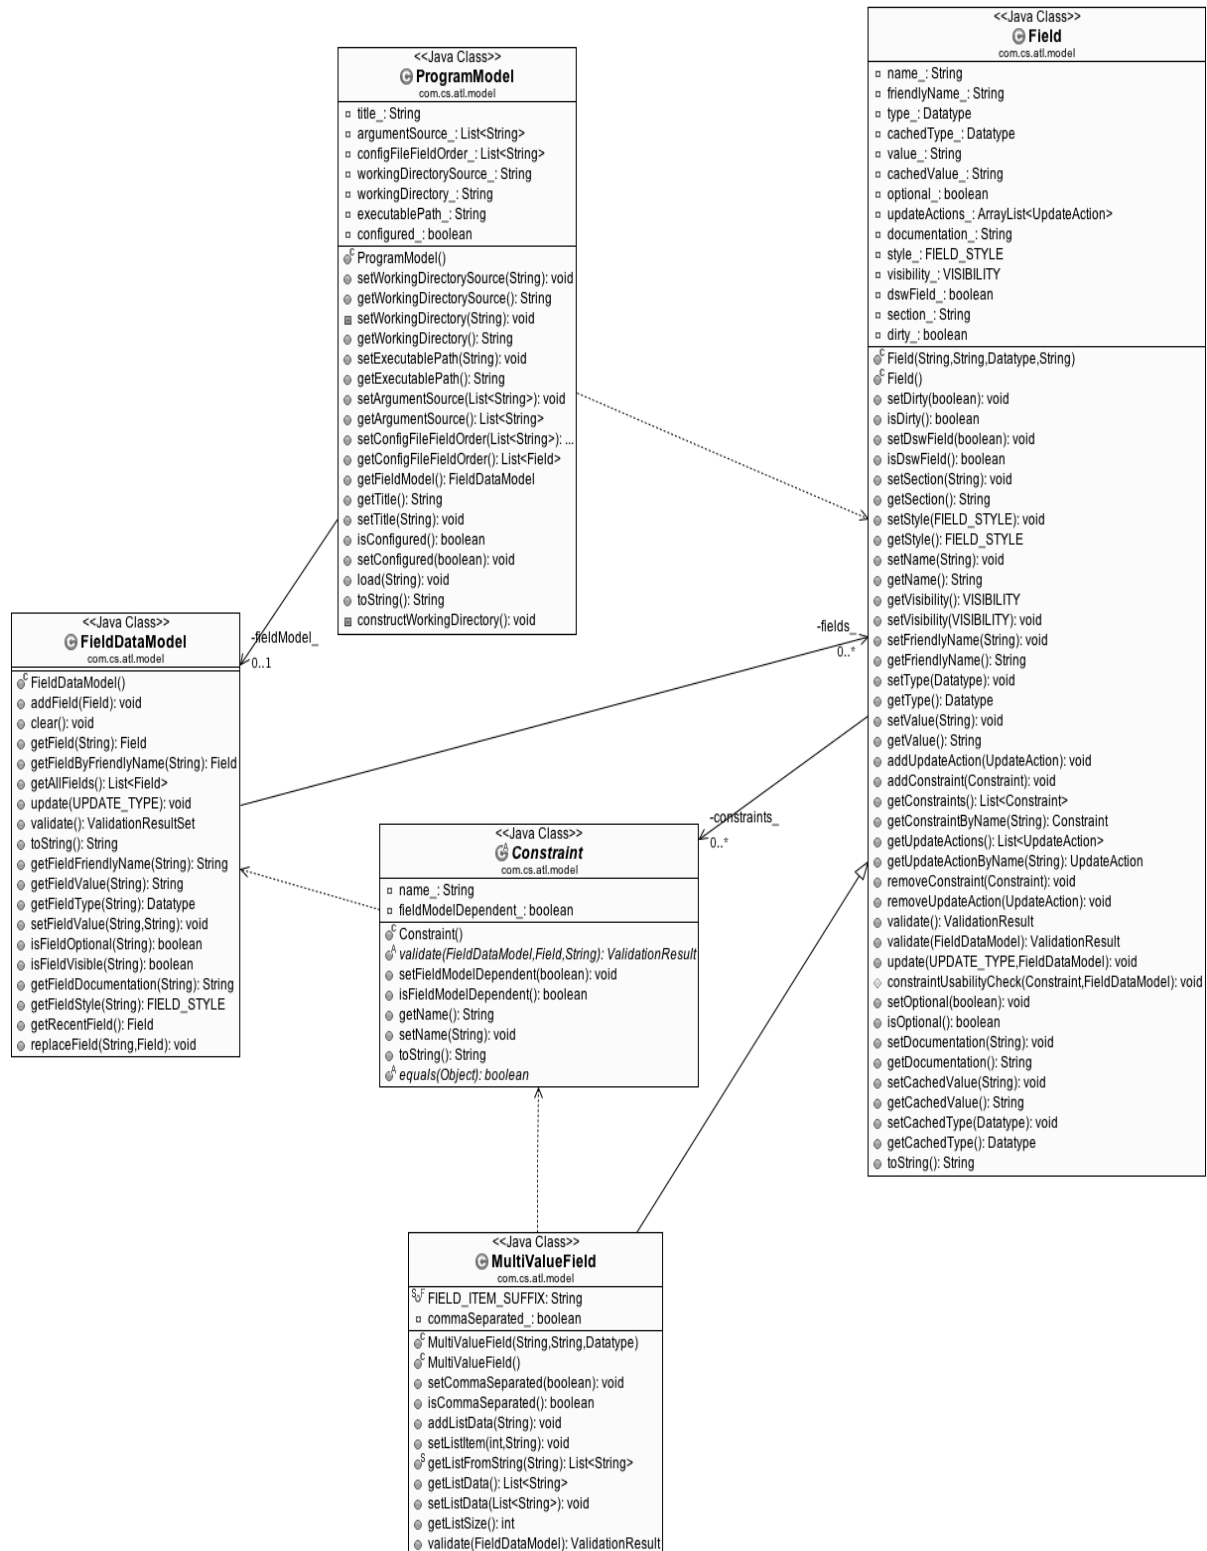 <<Java Class>>
ProgramModel
com.cs.atl.model
title_: String
argumentSource_: List<String>
configFileFieldOrder_: List<String>
workingDirectorySource_: String
workingDirectory_: String
executablePath_: String
configured_: boolean
ProgramModel()
setWorkingDirectorySource(String): void
getWorkingDirectorySource(): String
setWorkingDirectory(String): void
getWorkingDirectory(): String
setExecutablePath(String): void
getExecutablePath(): String
setArgumentSource(List<String>): void
getArgumentSource(): List<String>
setConfigFileFieldOrder(List<String>): ...
getConfigFileFieldOrder(): List<Field>
getFieldModel(): FieldDataModel
getTitle(): String
setTitle(String): void
isConfigured(): boolean
setConfigured(boolean): void
load(String): void
toString(): String
constructWorkingDirectory(): void
<<Java Class>>
Field
com.cs.atl.model
name_: String
friendlyName_: String
type_: Datatype
cachedType_: Datatype
value_: String
cachedValue_: String
optional_: boolean
updateActions_: ArrayList<UpdateAction>
documentation_: String
style_: FIELD_STYLE
visibility_: VISIBILITY
dswField_: boolean
section_: String
dirty_: boolean
Field(String,String,Datatype,String)
Field()
setDirty(boolean): void
isDirty(): boolean
setDswField(boolean): void
isDswField(): boolean
setSection(String): void
getSection(): String
setStyle(FIELD_STYLE): void
getStyle(): FIELD_STYLE
setName(String): void
getName(): String
getVisibility(): VISIBILITY
setVisibility(VISIBILITY): void
setFriendlyName(String): void
getFriendlyName(): String
setType(Datatype): void
getType(): Datatype
setValue(String): void
getValue(): String
addUpdateAction(UpdateAction): void
addConstraint(Constraint): void
getConstraints(): List<Constraint>
getConstraintByName(String): Constraint
getUpdateActions(): List<UpdateAction>
getUpdateActionByName(String): UpdateAction
removeConstraint(Constraint): void
removeUpdateAction(UpdateAction): void
validate(): ValidationResult
validate(FieldDataModel): ValidationResult
update(UPDATE_TYPE,FieldDataModel): void
constraintUsabilityCheck(Constraint,FieldDataModel): void
setOptional(boolean): void
isOptional(): boolean
setDocumentation(String): void
getDocumentation(): String
setCachedValue(String): void
getCachedValue(): String
setCachedType(Datatype): void
getCachedType(): Datatype
toString(): String
-fieldModel_
0..1
-fields_
0..*
-constraints_
0..*
<<Java Class>>
FieldDataModel
com.cs.atl.model
FieldDataModel()
addField(Field): void
clear(): void
getField(String): Field
getFieldByFriendlyName(String): Field
getAllFields(): List<Field>
update(UPDATE_TYPE): void
validate(): ValidationResultSet
toString(): String
getFieldFriendlyName(String): String
getFieldValue(String): String
getFieldType(String): Datatype
setFieldValue(String,String): void
isFieldOptional(String): boolean
isFieldVisible(String): boolean
getFieldDocumentation(String): String
getFieldStyle(String): FIELD_STYLE
getRecentField(): Field
replaceField(String,Field): void
<<Java Class>>
Constraint
com.cs.atl.model
name_: String
fieldModelDependent_: boolean
Constraint()
validate(FieldDataModel,Field,String): ValidationResult
setFieldModelDependent(boolean): void
isFieldModelDependent(): boolean
getName(): String
setName(String): void
toString(): String
equals(Object): boolean
<<Java Class>>
MultiValueField
com.cs.atl.model
FIELD_ITEM_SUFFIX: String
commaSeparated_: boolean
MultiValueField(String,String,Datatype)
MultiValueField()
setCommaSeparated(boolean): void
isCommaSeparated(): boolean
addListData(String): void
setListItem(int,String): void
getListFromString(String): List<String>
getListData(): List<String>
setListData(List<String>): void
getListSize(): int
validate(FieldDataModel): ValidationResult